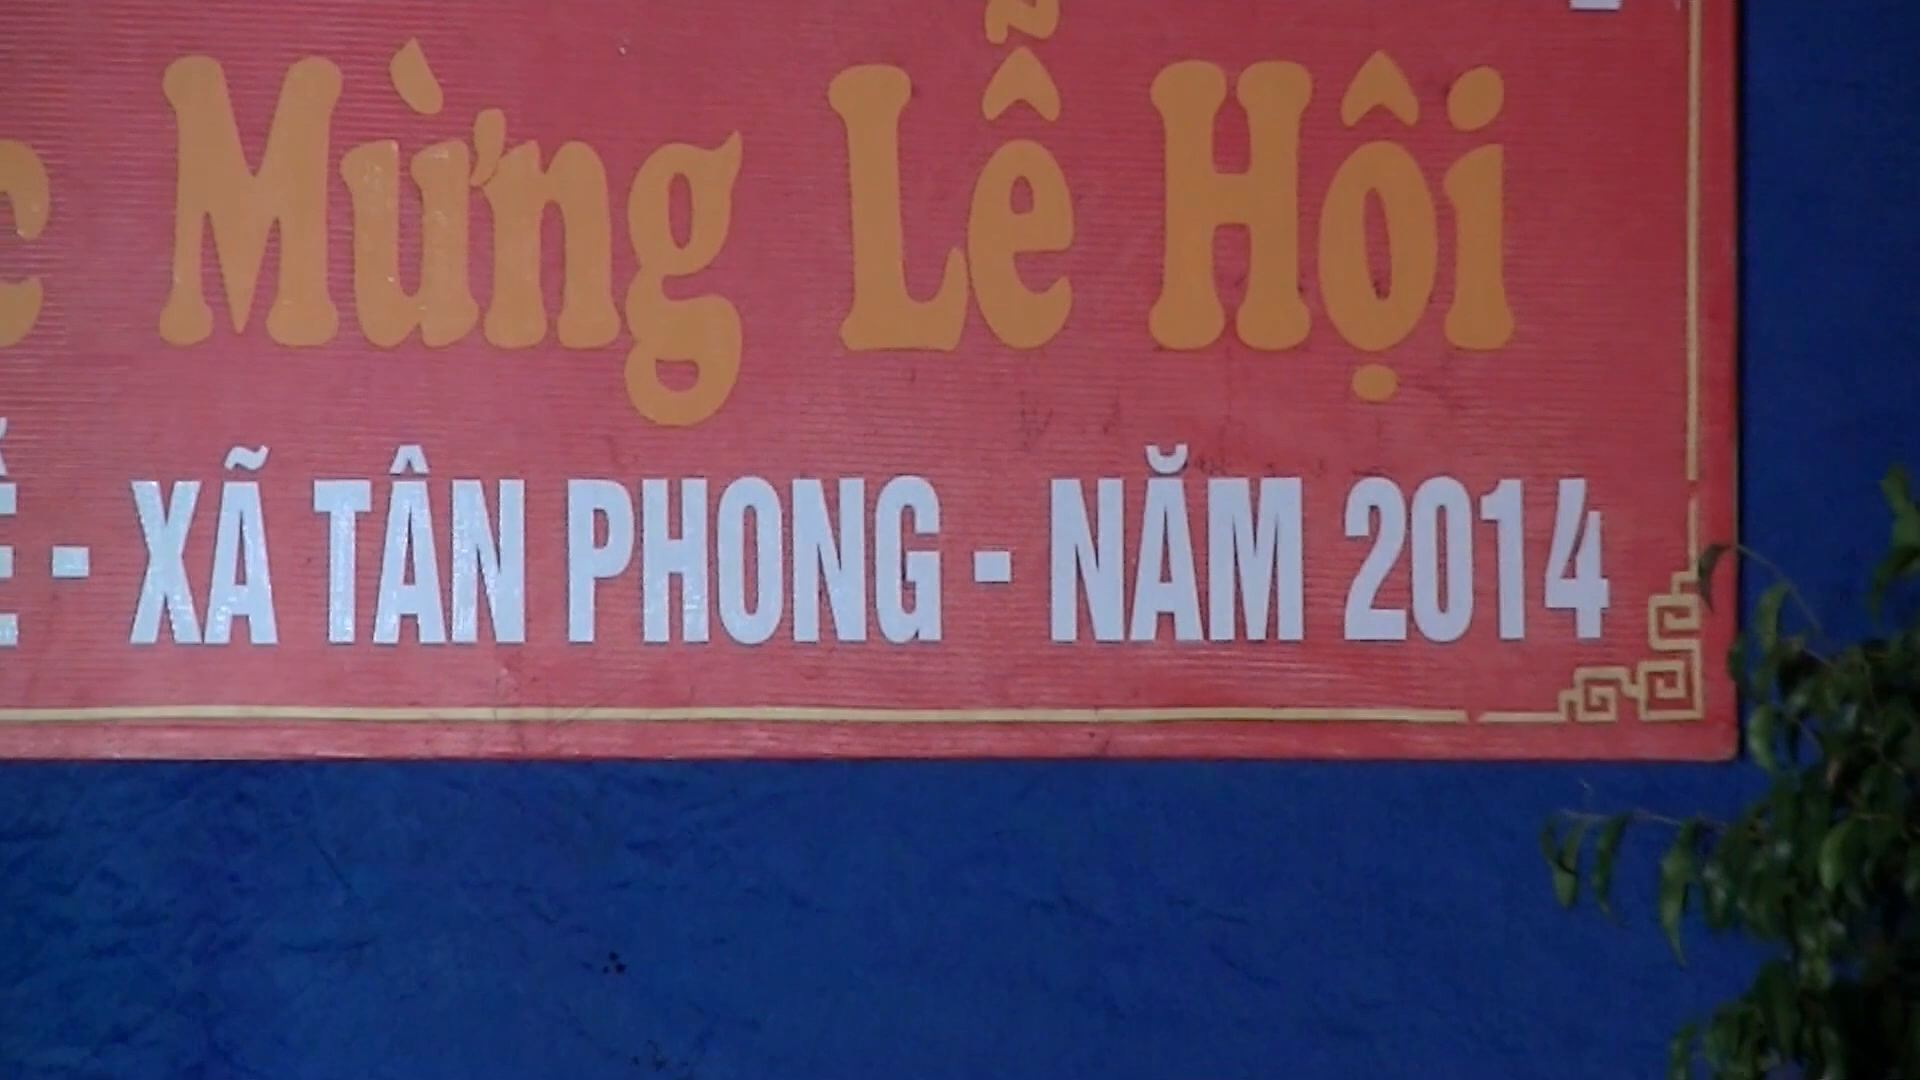 Mừng Lễ Hội
- XÃ TÂN PHONG - NĂM 2014